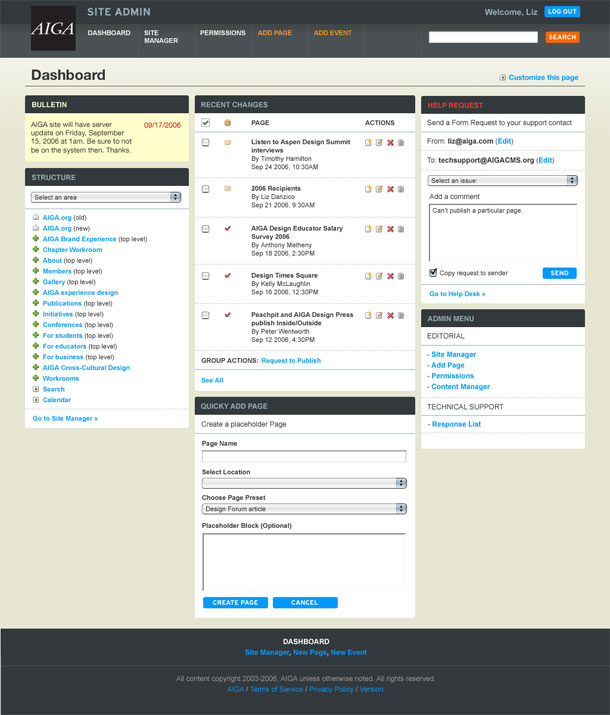 AIGA
SITE ADMIN
Welcome, Liz
LOG OUT
DASHBOARD
SITE MANAGER
PERMISSIONS
ADD PAGE
ADD EVENT
SEARCH
Dashboard
Customize this page
BULLETIN
AIGA site will have server
update on Friday, September
15, 2006 at 1am. Be sure to not
be on the system then. Thanks.
09/17/2006
STRUCTURE
Select an area
AIGA.org (old)
AIGA.org (new)
AIGA Brand Experience (top level)
Chapter Workroom
About (top level)
Members (top level)
Gallery (top level)
AIGA experience design
Publications (top level)
Initiatives (top level)
Conferences (top level)
For students (top level)
For educators (top level)
For business (top level)
AIGA Cross-Cultural Design
Workrooms
Search
Calendar
Go to Site Manager »
RECENT CHANGES
PAGE
ACTIONS
Listen to Aspen Design Summit
interviews
By Timothy Hamilton
Sep 24 2006, 10:30AM
2006 Recipients
By Liz Danzico
Sep 21 2006, 9:30AM
AIGA Design Educator Salary
Survey 2006
By Anthony Metheny
Sep 18 2006, 2:30PM
Design Times Square
By Kelly McLaughlin
Sep 16 2006, 12:30PM
Peachpit and AIGA Design Press
publish Inside/Outside
By Peter Wentworth
Sep 12 2006, 4:30PM
GROUP ACTIONS: Request to Publish
See All
QUICKY ADD PAGE
Create a placeholder Page
Page Name
Select Location
Choose Page Preset
Design Forum article
Placeholder Block (Optional)
CREATE PAGE
CANCEL
HELP REQUEST
Send a Form Request to your support contact
From: liz@aiga.com (Edit)
To: techsupport@AIGACMS.org (Edit)
Select an issue:
Add a comment
Can't publish a particular page.
Copy request to sender
SEND
Go to Help Desk »
ADMIN MENU
EDITORIAL
- Site Manager
- Add Page
- Permissions
- Content Manager
TECHNICAL SUPPORT
- Response List
DASHBOARD
Site Manager, New Page, New Event
All content copyright 2003-2006, AIGA unless otherwise noted. All rights reserved.
AIGA / Terms of Service / Privacy Policy / Version